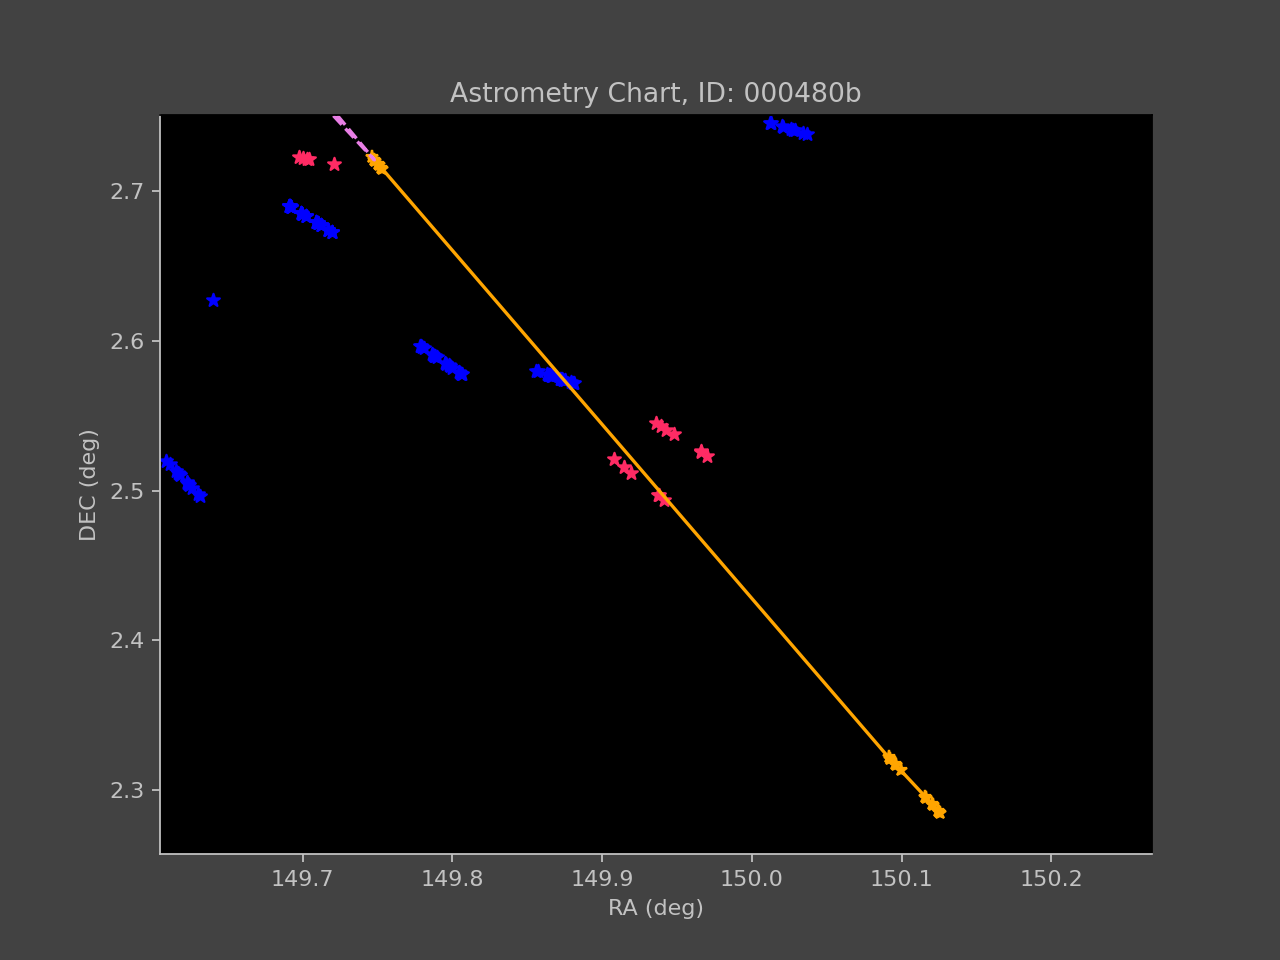 Astrometry Chart, ID: 000480b
2.7
2.6
2.5
2.4
2.3
DEC (deg)
149.7 149.8 149.9 150.0 150.1 150.2
RA (deg)